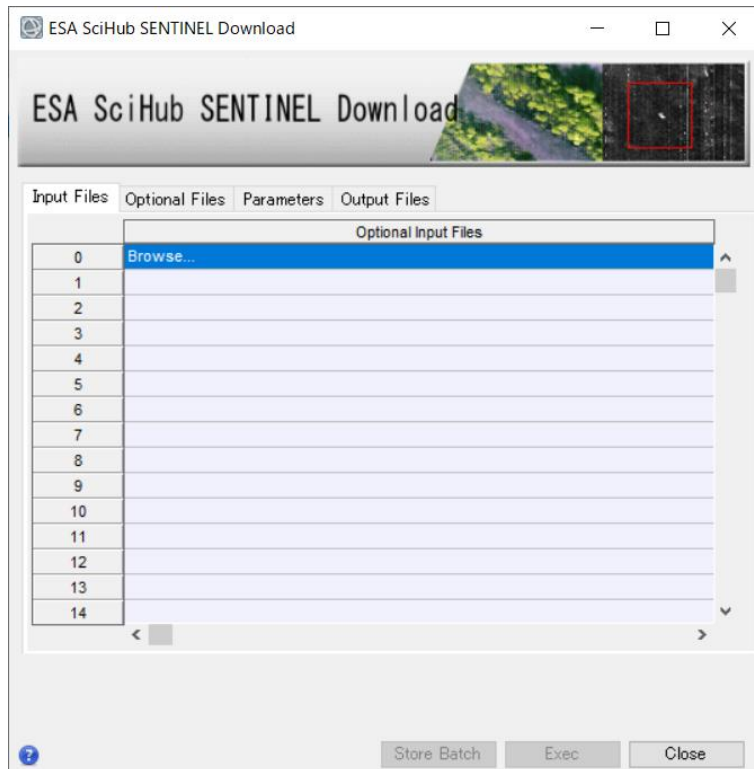 ESA SciHub SENTINEL Download
ESA SciHub SENTINEL Download
Input Files Optional Files Parameters Output Files
Optional Input Files
0 Browse...
1
2
3
4
5
6
7
8
9
10
11
12
13
14
Store Batch Exec Close